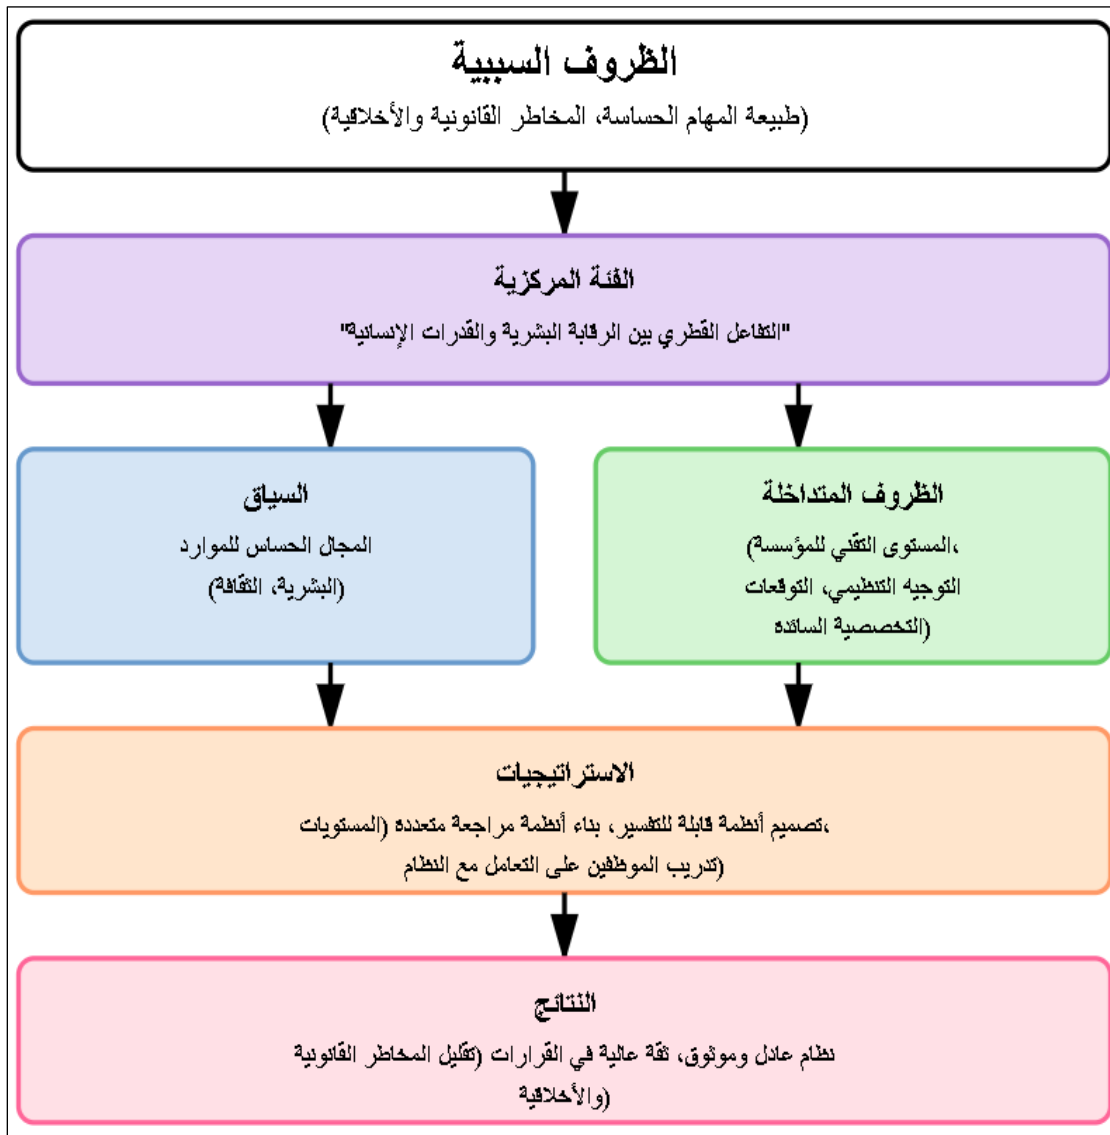 الظروف السببية
(طبيعة المهام الحساسة، المخاطر القانونية والأخلاقية)
الفئة المركزية
"التفاعل القطري بين الرقابة البشرية والقدرات الإنسانية"
السياق
المجال الحساس للموارد
(البشرية، الثقافة)
الظروف المتداخلة
(المستوى التقني للمؤسسة،
التوجيه التنظيمي، التوقعات
التخصصية السائدة)
الاستراتيجيات
تصميم أنظمة قابلة للتفسير، بناء أنظمة مراجعة متعددة (المستويات،
تدريب الموظفين على التعامل مع النظام)
النتائج
نظام عادل وموثوق، ثقة عالية في القرارات (تقليل المخاطر القانونية
والأخلاقية)